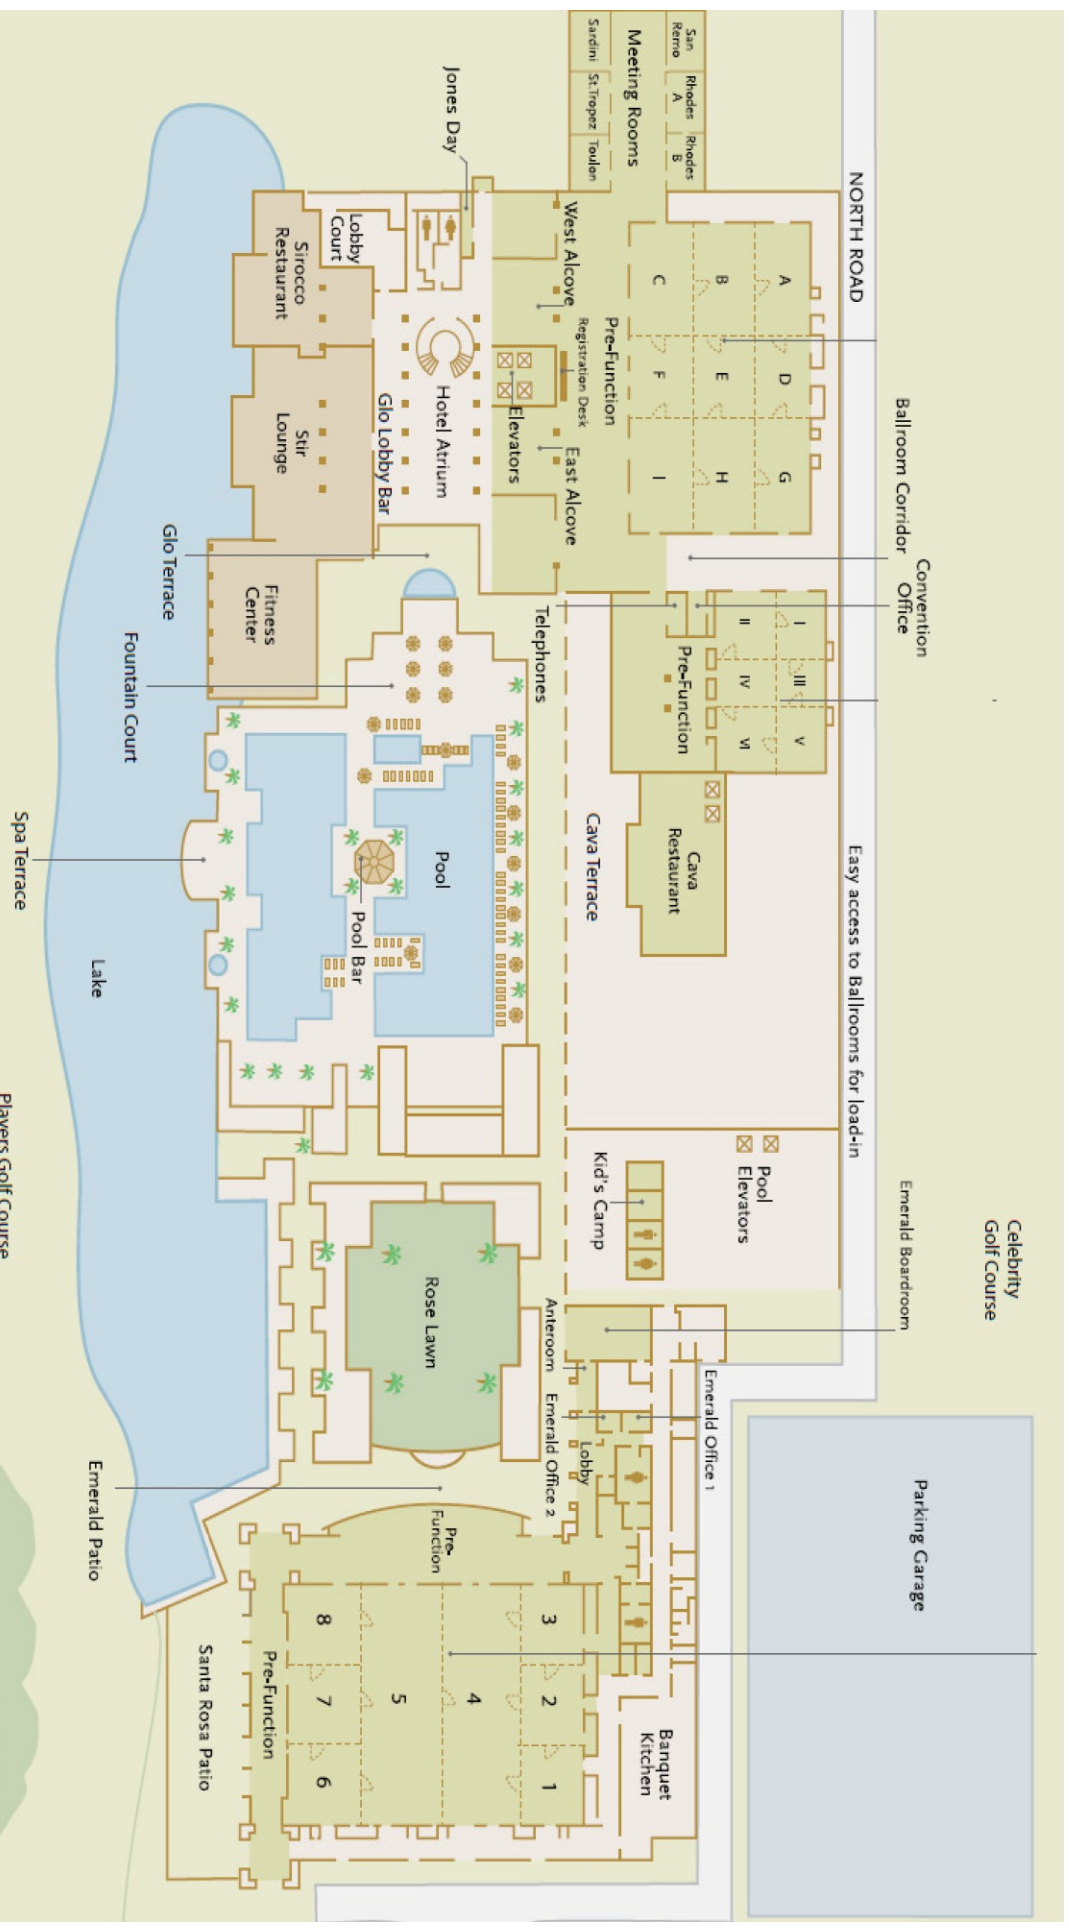 San
Remo
Rhodes
A
Rhodes
B
Meeting Rooms
Sardini
St.Tropez
Toulon
Jones Day
NORTH ROAD
Lobby
Court
Sirocco
Restaurant
West Alcove
A
B
C
D
E
F
G
H
I
Pre-Function
Registration Desk
Elevators
Hotel Atrium
Glo Lobby Bar
Stir
Lounge
East Alcove
Ballroom Corridor
Convention
Office
Glo Terrace
Fitness
Center
Fountain Court
Telephones
Pre-Function
I
II
III
IV
V
VI
Cava
Restaurant
Cava Terrace
Easy access to Ballrooms for load-in
Pool
Pool Bar
Spa Terrace
Lake
Players Golf Course
Kid's Camp
Pool
Elevators
Emerald Boardroom
Celebrity
Golf Course
Rose Lawn
Anteroom
Emerald Office 2
Lobby
Emerald Office 1
Parking Garage
Emerald Patio
Pre-
Function
3
2
1
4
5
8
7
6
Pre-Function
Santa Rosa Patio
Banquet
Kitchen